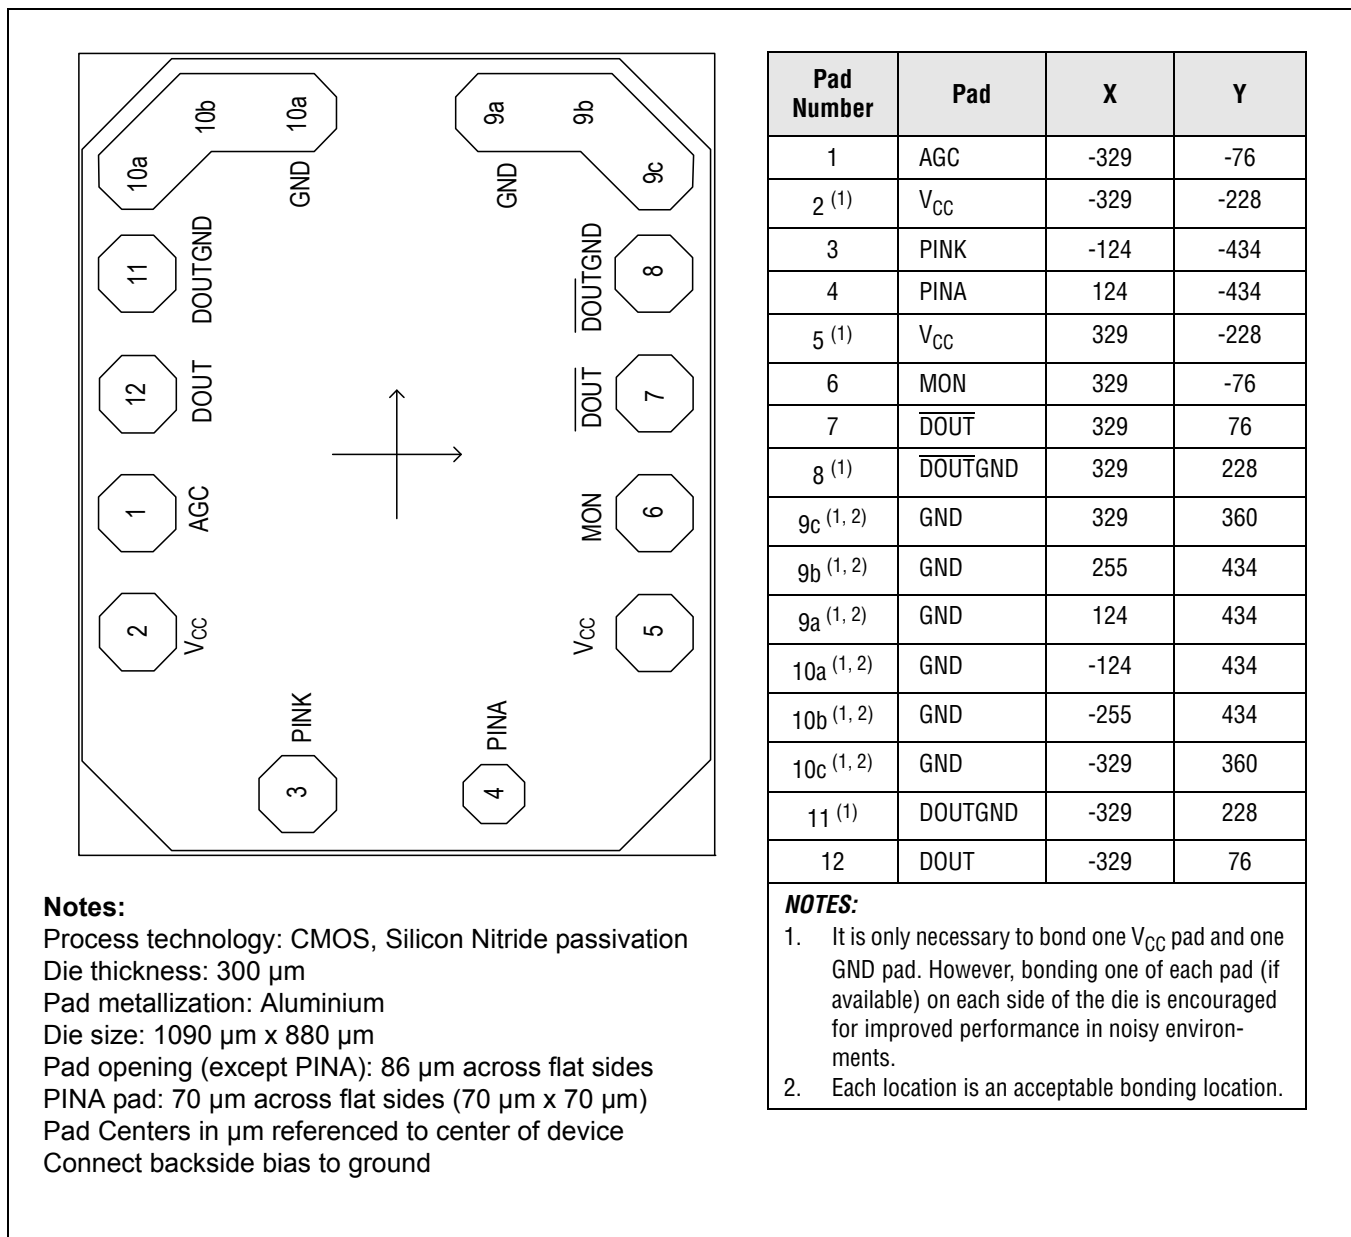 10a
10b
10a
GND
9a
9b
9c
GND
11
DOUTGND
8
DOUTGND
12
DOUT
7
DOUT
1
AGC
6
MON
2
Vcc
5
Vcc
3
PINK
4
PINA
Notes:
Process technology: CMOS, Silicon Nitride passivation
Die thickness: 300 µm
Pad metallization: Aluminium
Die size: 1090 µm x 880 µm
Pad opening (except PINA): 86 µm across flat sides
PINA pad: 70 µm across flat sides (70 µm x 70 µm)
Pad Centers in µm referenced to center of device
Connect backside bias to ground
Pad Number Pad X Y
1 AGC -329 -76
2 (1) VCC -329 -228
3 PINK -124 -434
4 PINA 124 -434
5 (1) VCC 329 -228
6 MON 329 -76
7 DOUT 329 76
8 (1) DOUTGND 329 228
9c (1, 2) GND 329 360
9b (1, 2) GND 255 434
9a (1, 2) GND 124 434
10a (1, 2) GND -124 434
10b (1, 2) GND -255 434
10c (1, 2) GND -329 360
11 (1) DOUTGND -329 228
12 DOUT -329 76
NOTES:
1. It is only necessary to bond one VCC pad and one
GND pad. However, bonding one of each pad (if
available) on each side of the die is encouraged
for improved performance in noisy environ-
ments.
2. Each location is an acceptable bonding location.